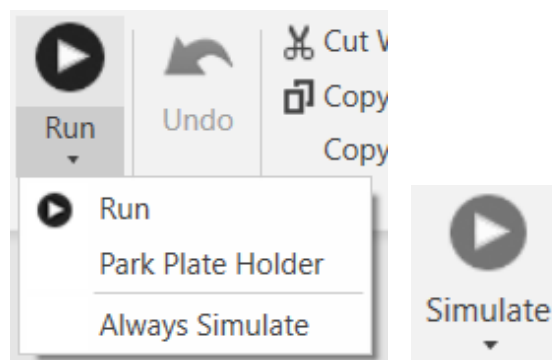 Run
Undo
Cut
Copy
Copy
Run
Park Plate Holder
Always Simulate
Simulate